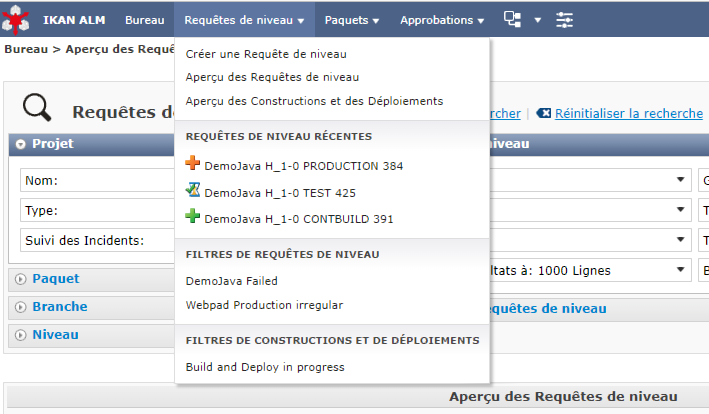 IKAN ALM Bureau Requêtes de niveau Paquets Approbations
Bureau > Aperçu des Requê
Créer une Requête de niveau
Aperçu des Requêtes de niveau
Aperçu des Constructions et des Déploiements
Requêtes d
rcher | Réinitialiser la recherche
REQUÊTES DE NIVEAU RÉCENTES
Projet
iveau
DemoJava H_1-0 PRODUCTION 384
Nom:
G
DemoJava H_1-0 TEST 425
Type:
T
DemoJava H_1-0 CONTBUILD 391
Suivi des Incidents:
T
FILTRES DE REQUÊTES DE NIVEAU
ltats à: 1000 Lignes
B
Paquet
DemoJava Failed
Branche
Webpad Production irregular
quêtes de niveau
Niveau
FILTRES DE CONSTRUCTIONS ET DE DÉPLOIEMENTS
Build and Deploy in progress
Aperçu des Requêtes de niveau